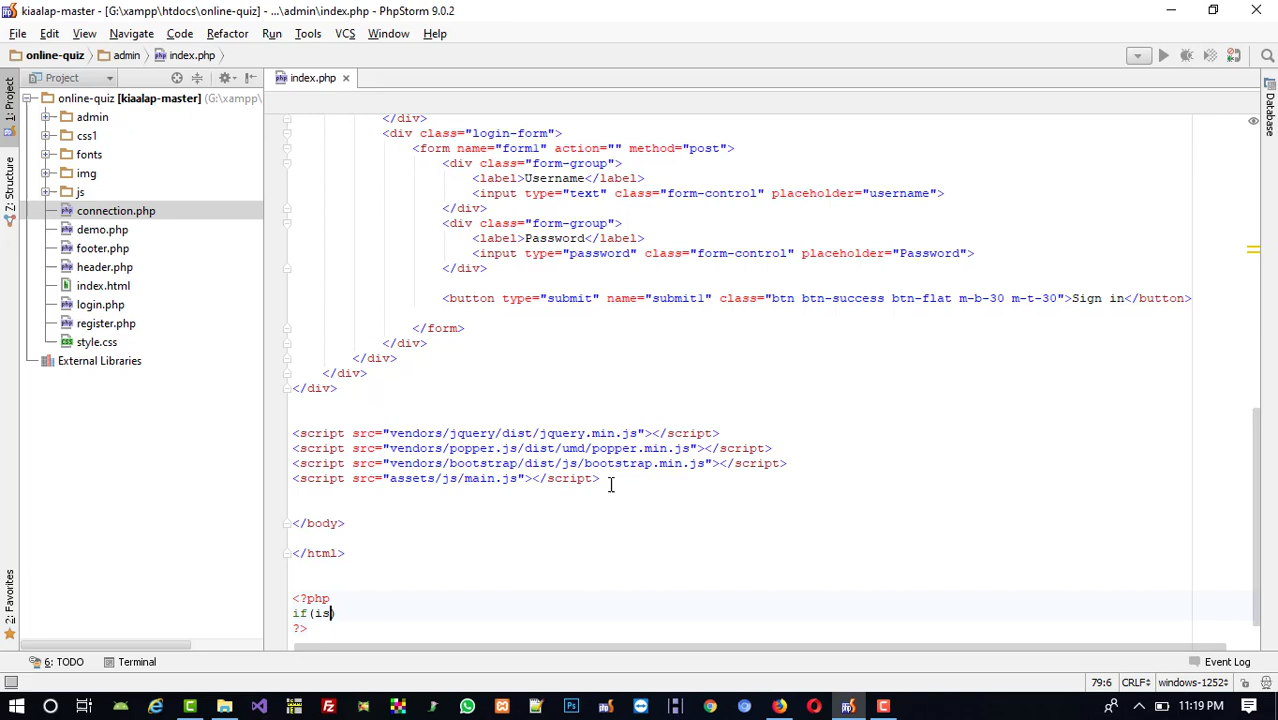 kiaalap-master - [G:\xampp\htdocs\online-quiz] - ...\admin\index.php - PhpStorm 9.0.2
File Edit View Navigate Code Refactor Run Tools VCS Window Help
online-quiz admin index.php
Project
index.php
online-quiz [kiaalap-master] (G:\xampp\
admin
css1
fonts
img
js
connection.php
demo.php
footer.php
header.php
index.html
login.php
register.php
style.css
External Libraries
1: Project
7: Structure
2: Favorites
Database
</div>
<div class="login-form">
<form name="form1" action="" method="post">
<div class="form-group">
<label>Username</label>
<input type="text" class="form-control" placeholder="username">
</div>
<div class="form-group">
<label>Password</label>
<input type="password" class="form-control" placeholder="Password">
</div>
<button type="submit" name="submit1" class="btn btn-success btn-flat m-b-30 m-t-30">Sign in</button>
</form>
</div>
</div>
</div>
</div>
<script src="vendors/jquery/dist/jquery.min.js"></script>
<script src="vendors/popper.js/dist/umd/popper.min.js"></script>
<script src="vendors/bootstrap/dist/js/bootstrap.min.js"></script>
<script src="assets/js/main.js"></script>
</body>
</html>
<?php
if(is)
?>
6: TODO Terminal Event Log
79:6 CRLF windows-1252
11:19 PM